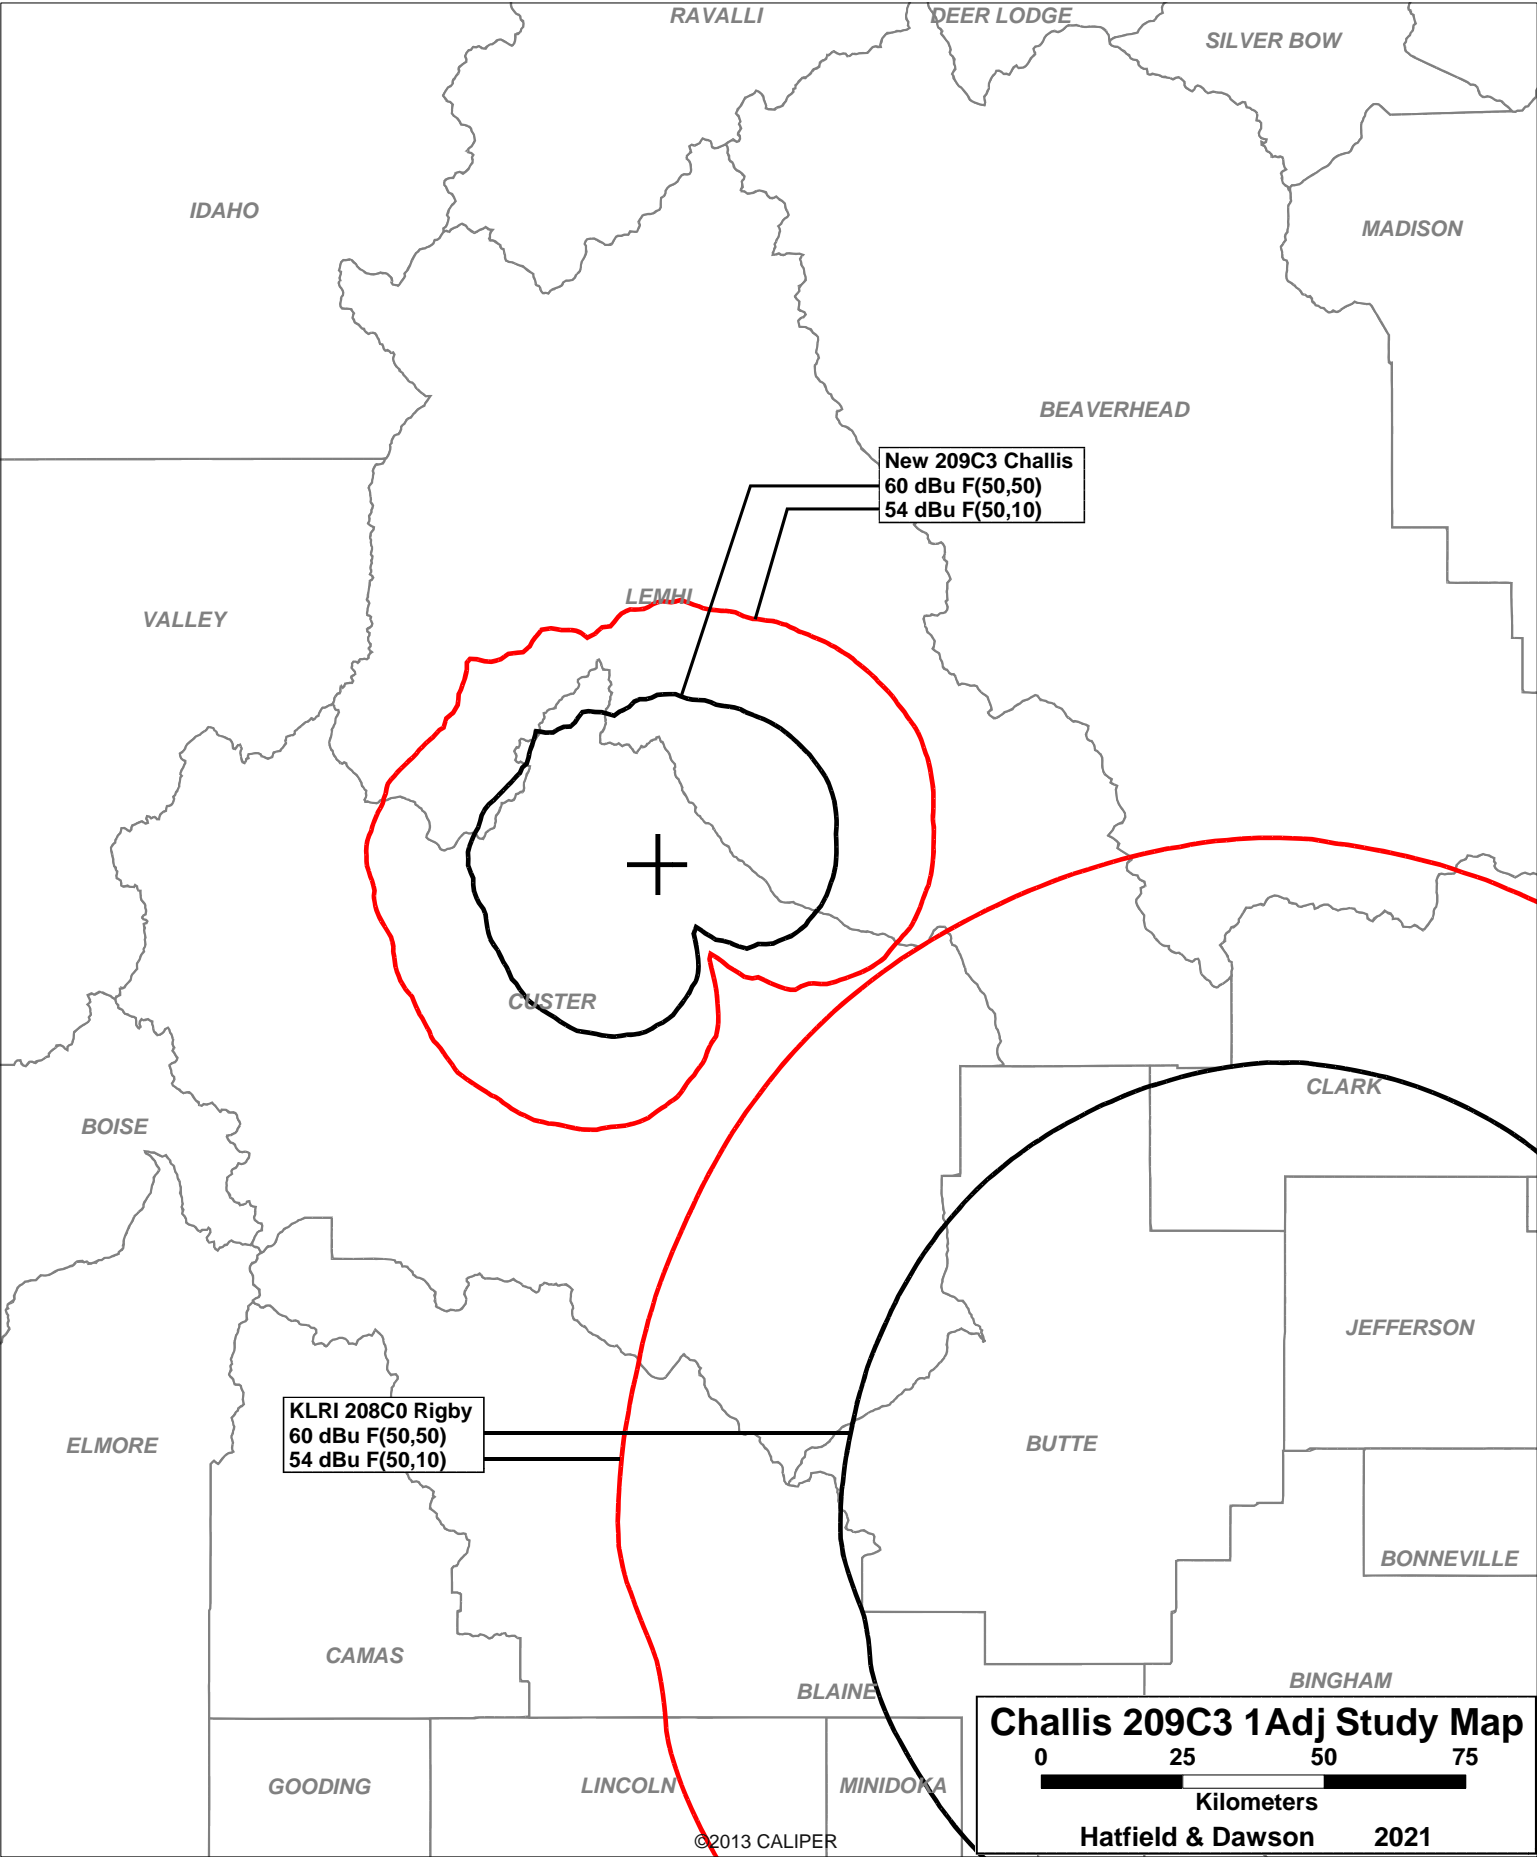 RAVALLI
DEER LODGE
SILVER BOW
IDAHO
MADISON
BEAVERHEAD
New 209C3 Challis
60 dBu F(50,50)
54 dBu F(50,10)
LEMHI
VALLEY
CUSTER
CLARK
BOISE
JEFFERSON
KLRI 208C0 Rigby
60 dBu F(50,50)
54 dBu F(50,10)
ELMORE
BUTTE
BONNEVILLE
CAMAS
BINGHAM
BLAINE
Challis 209C3 1Adj Study Map
0 25 50 75
Kilometers
Hatfield & Dawson 2021
GOODING
LINCOLN
MINIDOKA
©2013 CALIPER